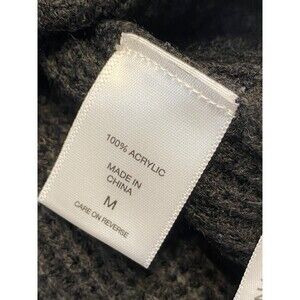 100% ACRYLIC
MADE IN
CHINA
M
CARE ON REVERSE